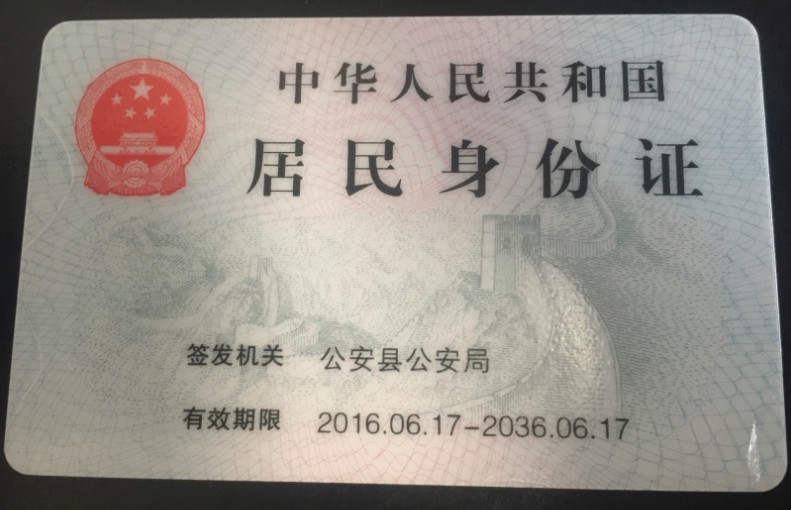 中华人民共和国
居民身份证
签发机关 公安县公安局
有效期限 2016.06.17-2036.06.17